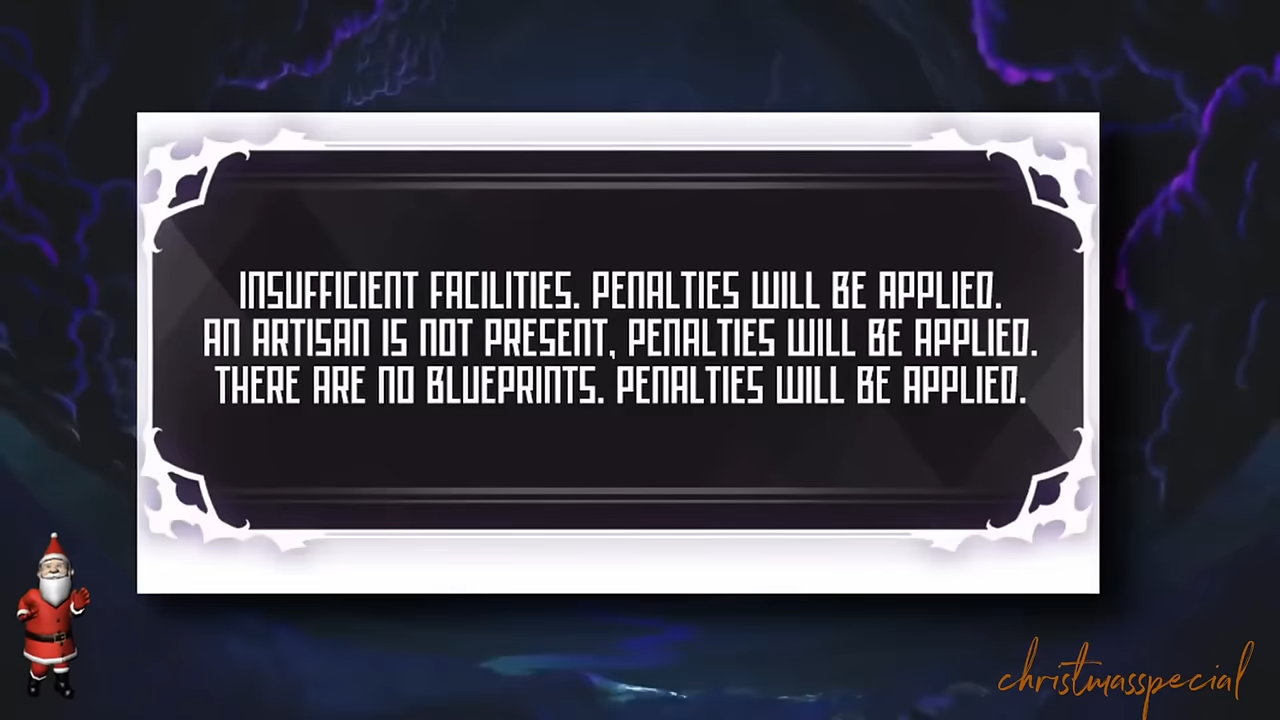 INSUFFICIENT FACILITIES. PENALTIES WILL BE APPLIED.
AN ARTISAN IS NOT PRESENT, PENALTIES WILL BE APPLIED.
THERE ARE NO BLUEPRINTS. PENALTIES WILL BE APPLIED.
christmasspecial